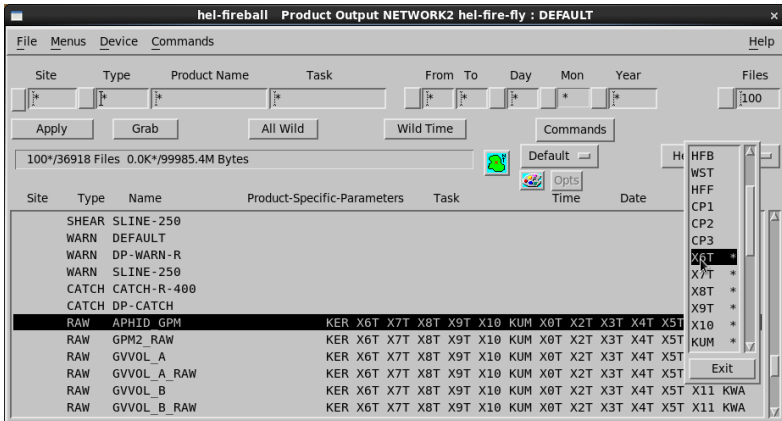 hel-fireball Product Output NETWORK2 hel-fire-fly : DEFAULT ×
File Menus Device Commands Help
Site Type Product Name Task From To Day Mon Year Files
* * * * * * * * * 100
Apply Grab All Wild Wild Time Commands
100*/36918 Files 0.0K*/99985.4M Bytes
Default
Opts
Site Type Name Product-Specific-Parameters Task Time Date
SHEAR SLINE-250
WARN DEFAULT
WARN DP-WARN-R
WARN SLINE-250
CATCH CATCH-R-400
CATCH DP-CATCH
RAW APHID_GPM KER X6T X7T X8T X9T X10 KUM X0T X2T X3T X4T X5T
RAW GPM2_RAW KER X6T X7T X8T X9T X10 KUM X0T X2T X3T X4T X5T
RAW GVVOL_A KER X6T X7T X8T X9T X10 KUM X0T X2T X3T X4T X5T
RAW GVVOL_A_RAW KER X6T X7T X8T X9T X10 KUM X0T X2T X3T X4T X5T
RAW GVVOL_B KER X6T X7T X8T X9T X10 KUM X0T X2T X3T X4T X5T X11 KWA
RAW GVVOL_B_RAW KER X6T X7T X8T X9T X10 KUM X0T X2T X3T X4T X5T X11 KWA
HFB
WST
HFF
CP1
CP2
CP3
X6T *
X7T *
X8T *
X9T *
X10 *
KUM *
Exit